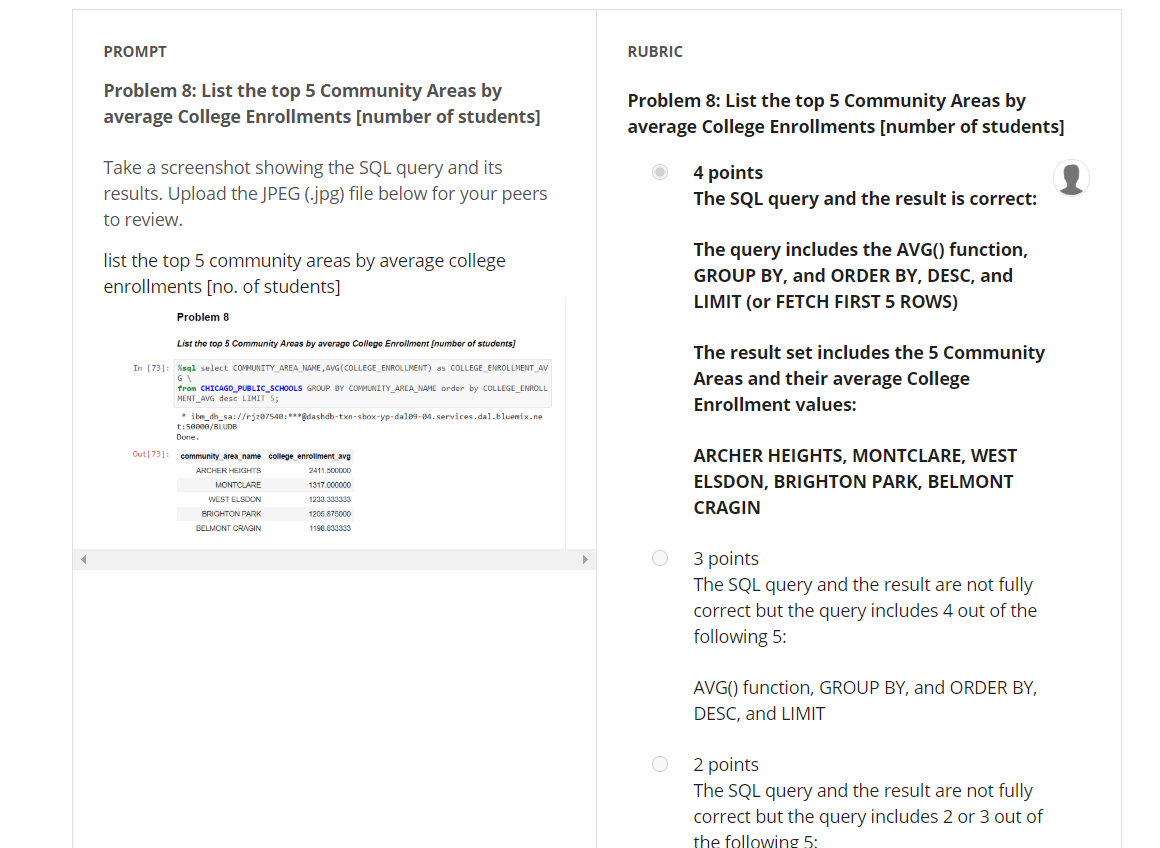 PROMPT
Problem 8: List the top 5 Community Areas by
average College Enrollments [number of students]
Take a screenshot showing the SQL query and its
results. Upload the JPEG (.jpg) file below for your peers
to review.
list the top 5 community areas by average college
enrollments [no. of students]
Problem 8
List the top 5 Community Areas by average College Enrollment [number of students]
In [73]: %sql select COMMUNITY_AREA_NAME,AVG(COLLEGE_ENROLLMENT) as COLLEGE_ENROLLMENT_AV
G \
from CHICAGO_PUBLIC_SCHOOLS GROUP BY COMMUNITY_AREA_NAME order by COLLEGE_ENROLL
MENT_AVG desc LIMIT 5;
* ibm_db_sa://rjz07540:***@dashdb-txn-sbox-yp-dal09-04.services.dal.bluemix.ne
t:50000/BLUDB
Done.
Out[73]: community_area_name college_enrollment_avg
ARCHER HEIGHTS 2411.500000
MONTCLARE 1317.000000
WEST ELSDON 1233.333333
BRIGHTON PARK 1205.875000
BELMONT CRAGIN 1198.833333
RUBRIC
Problem 8: List the top 5 Community Areas by
average College Enrollments [number of students]
4 points
The SQL query and the result is correct:
The query includes the AVG() function,
GROUP BY, and ORDER BY, DESC, and
LIMIT (or FETCH FIRST 5 ROWS)
The result set includes the 5 Community
Areas and their average College
Enrollment values:
ARCHER HEIGHTS, MONTCLARE, WEST
ELSDON, BRIGHTON PARK, BELMONT
CRAGIN
3 points
The SQL query and the result are not fully
correct but the query includes 4 out of the
following 5:
AVG() function, GROUP BY, and ORDER BY,
DESC, and LIMIT
2 points
The SQL query and the result are not fully
correct but the query includes 2 or 3 out of
the following 5: